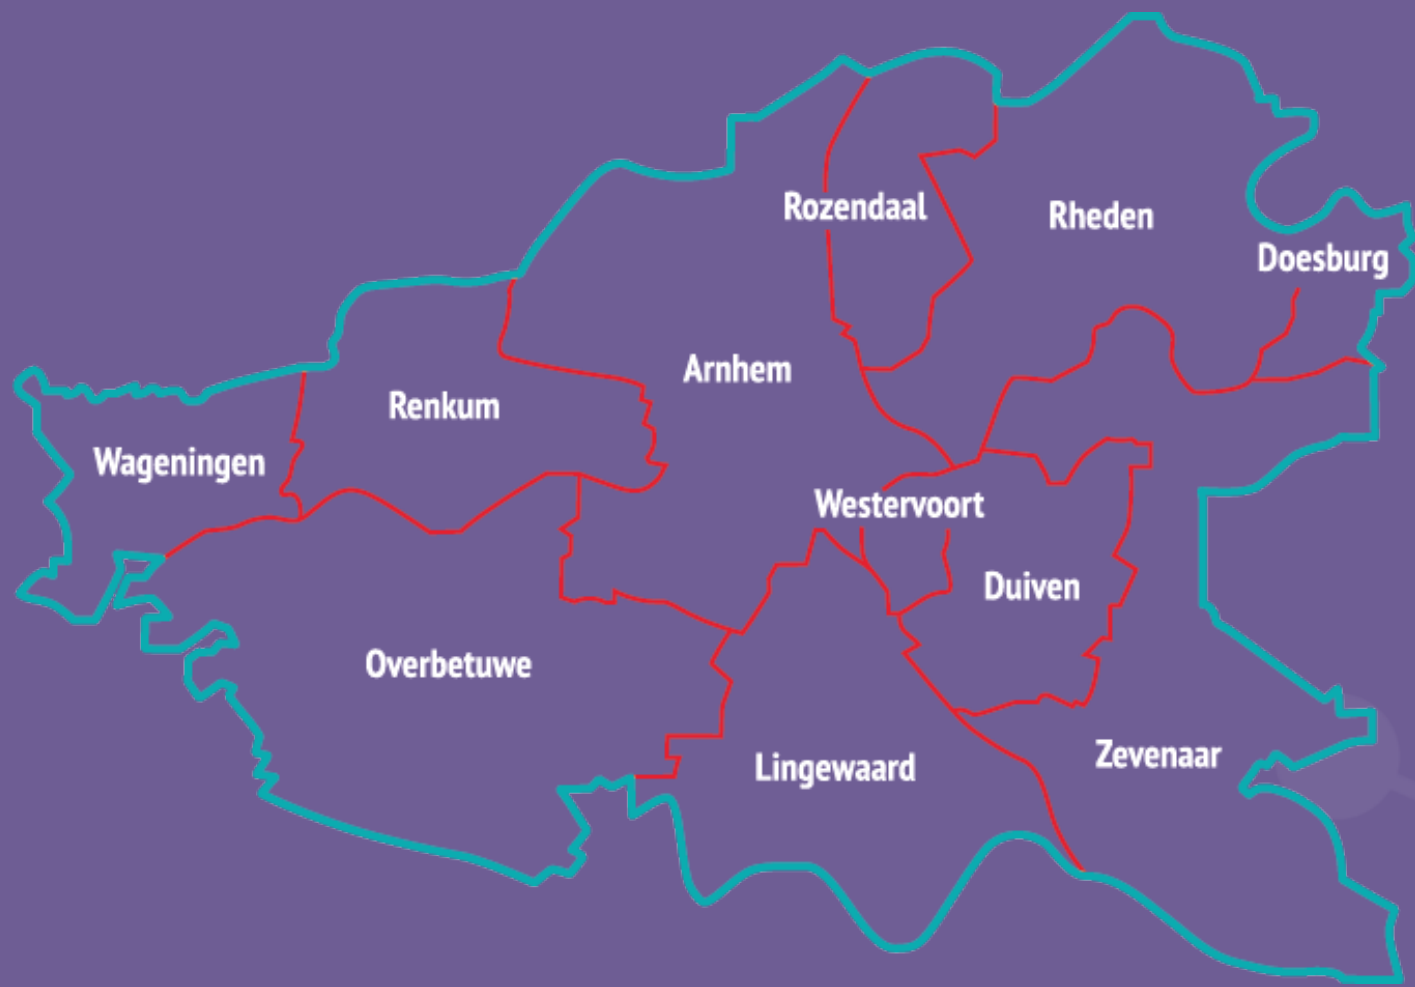 Rozendaal
Rheden
Doesburg
Arnhem
Renkum
Wageningen
Westervoort
Duiven
Overbetuwe
Lingewaard
Zevenaar